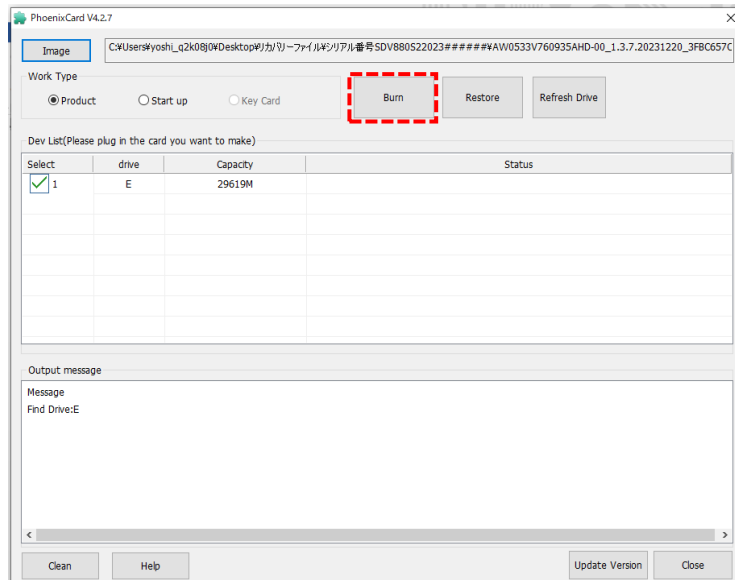 PhoenixCard V4.2.7
Image
C:¥Users¥yoshi_q2k08j0¥Desktop¥リカバリーファイル¥シリアル番号SDV880S22023######¥AW0533V760935AHD-00_1.3.7.20231220_3FBC657C
Work Type
Product Start up Key Card
Burn Restore Refresh Drive
Dev List(Please plug in the card you want to make)
Select drive Capacity Status
1 E 29619M
Output message
Message
Find Drive:E
Clean Help Update Version Close